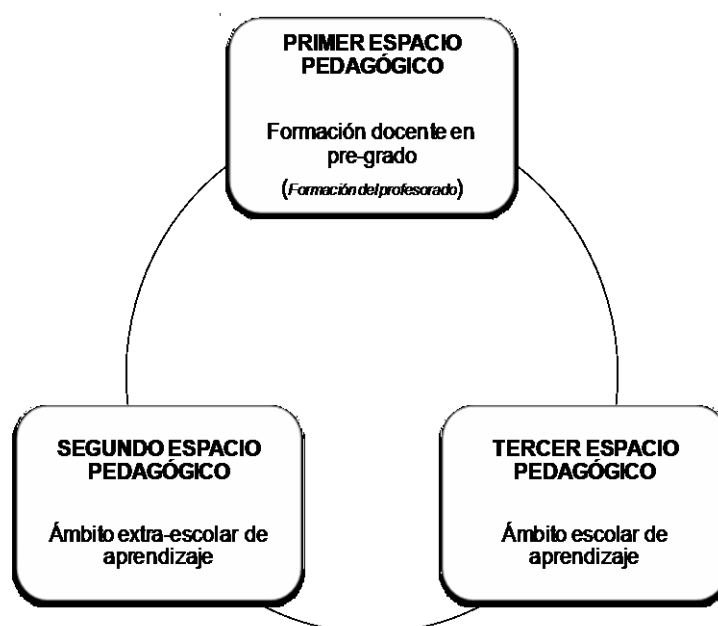 PRIMER ESPACIO
PEDAGÓGICO
Formación docente en
pre-grado
(Formación del profesorado)
SEGUNDO ESPACIO
PEDAGÓGICO
Ámbito extra-escolar de
aprendizaje
TERCER ESPACIO
PEDAGÓGICO
Ámbito escolar de
aprendizaje